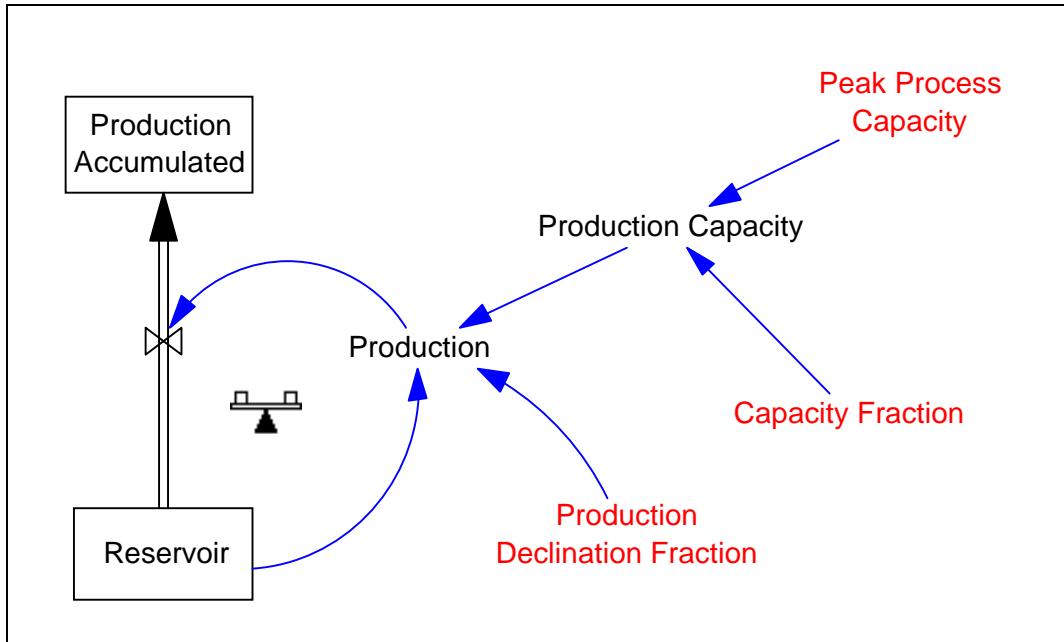 Peak Process
Capacity
Production
Accumulated
Production Capacity
Production
Capacity Fraction
Production
Declination Fraction
Reservoir